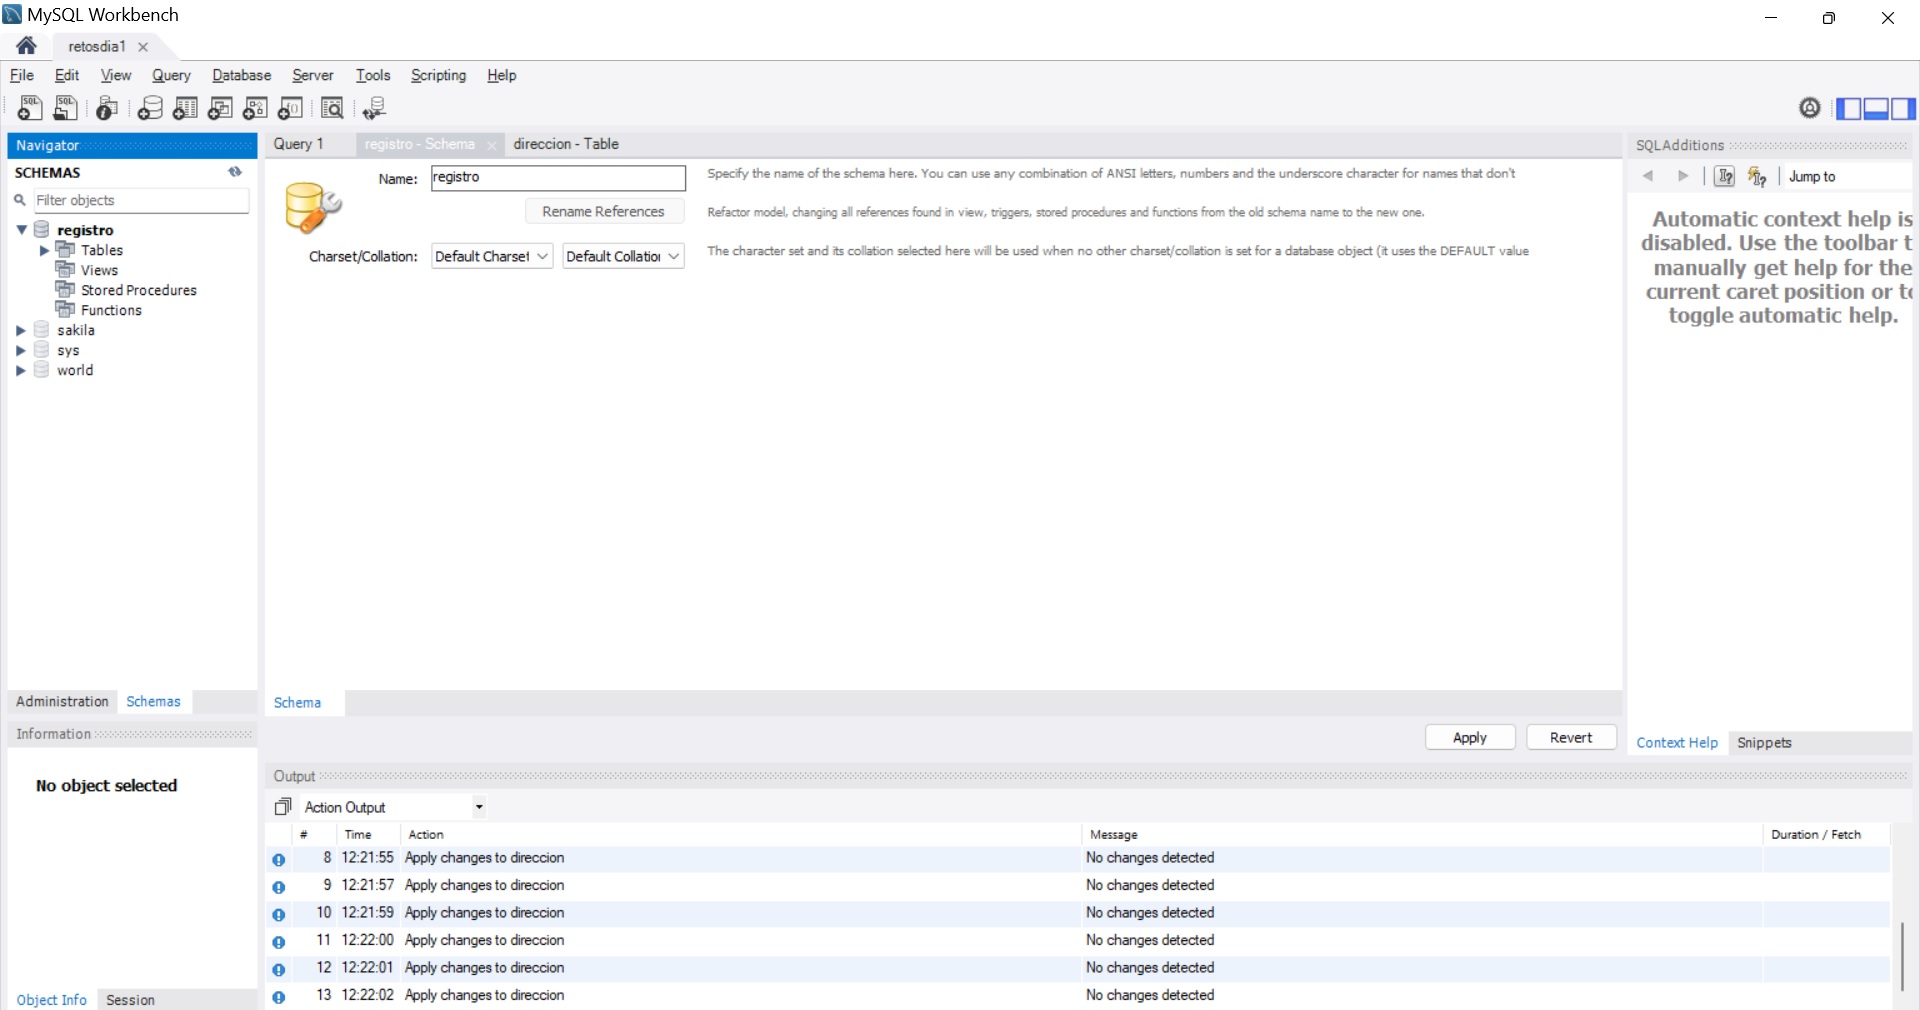 MySQL Workbench
retosdia1
File Edit View Query Database Server Tools Scripting Help
Navigator
SCHEMAS
Filter objects
registro
Tables
Views
Stored Procedures
Functions
sakila
sys
world
Administration Schemas
Information
No object selected
Object Info Session
Query 1 registro - Schema direccion - Table
Name: registro Specify the name of the schema here. You can use any combination of ANSI letters, numbers and the underscore character for names that don't
Rename References Refactor model, changing all references found in view, triggers, stored procedures and functions from the old schema name to the new one.
Charset/Collation: Default Charset Default Collatior The character set and its collation selected here will be used when no other charset/collation is set for a database object (it uses the DEFAULT value
Schema
Apply Revert
Output
Action Output
# Time Action Message Duration / Fetch
8 12:21:55 Apply changes to direccion No changes detected
9 12:21:57 Apply changes to direccion No changes detected
10 12:21:59 Apply changes to direccion No changes detected
11 12:22:00 Apply changes to direccion No changes detected
12 12:22:01 Apply changes to direccion No changes detected
13 12:22:02 Apply changes to direccion No changes detected
SQLAdditions
Jump to
Automatic context help is
disabled. Use the toolbar t
manually get help for the
current caret position or to
toggle automatic help.
Context Help Snippets